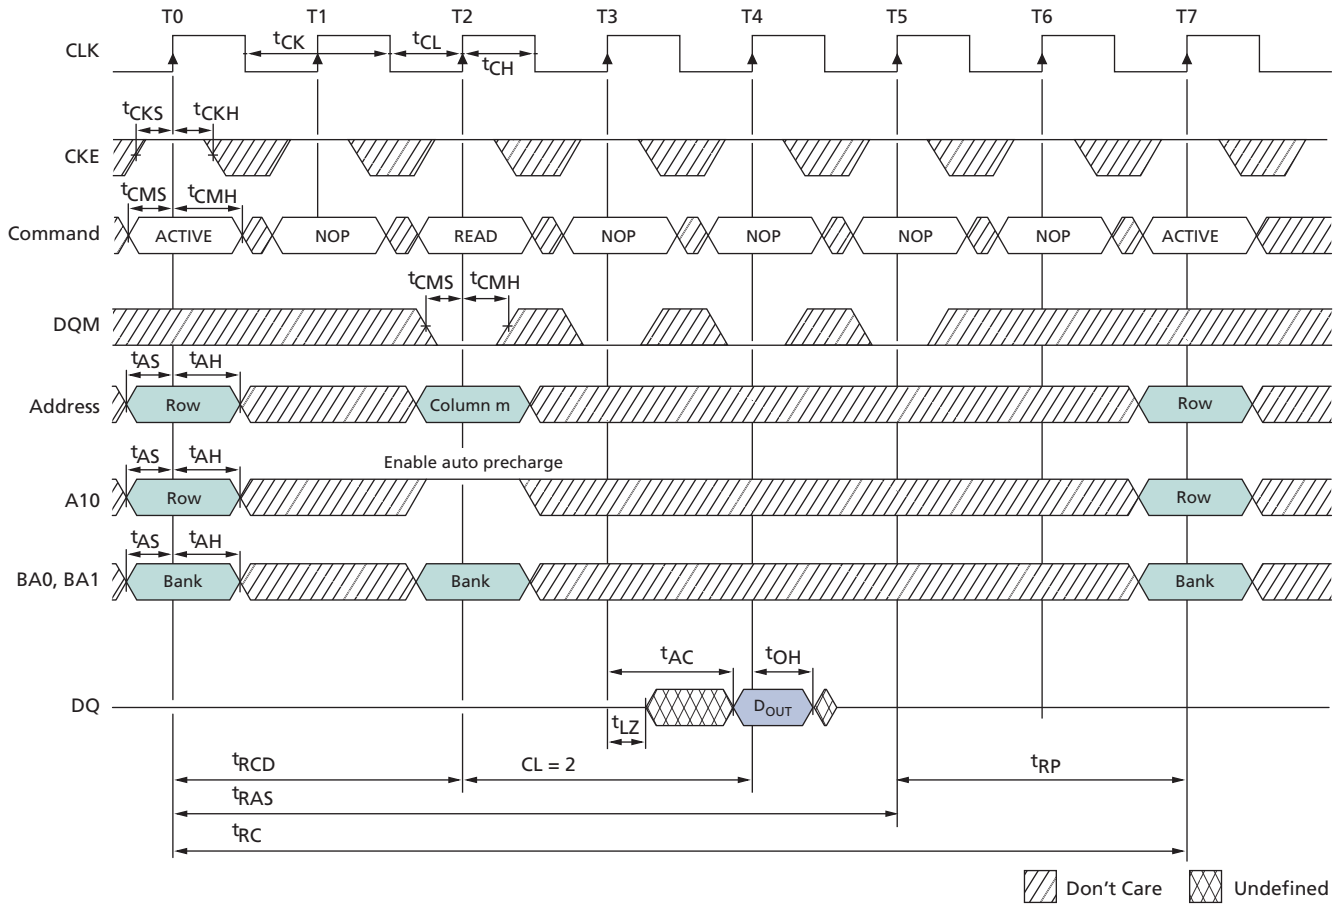 T0 T1 T2 T3 T4 T5 T6 T7
CLK tCK tCL tCH
tCKS tCKH
CKE
tCMS tCMH
Command ACTIVE NOP READ NOP NOP NOP NOP ACTIVE
tCMS tCMH
DQM
tAS tAH
Address Row Column m Row
tAS tAH Enable auto precharge
A10 Row Row
tAS tAH
BA0, BA1 Bank Bank Bank
tAC tOH
DQ DOUT
tLZ
tRCD CL = 2 tRP
tRAS
tRC
Don't Care Undefined